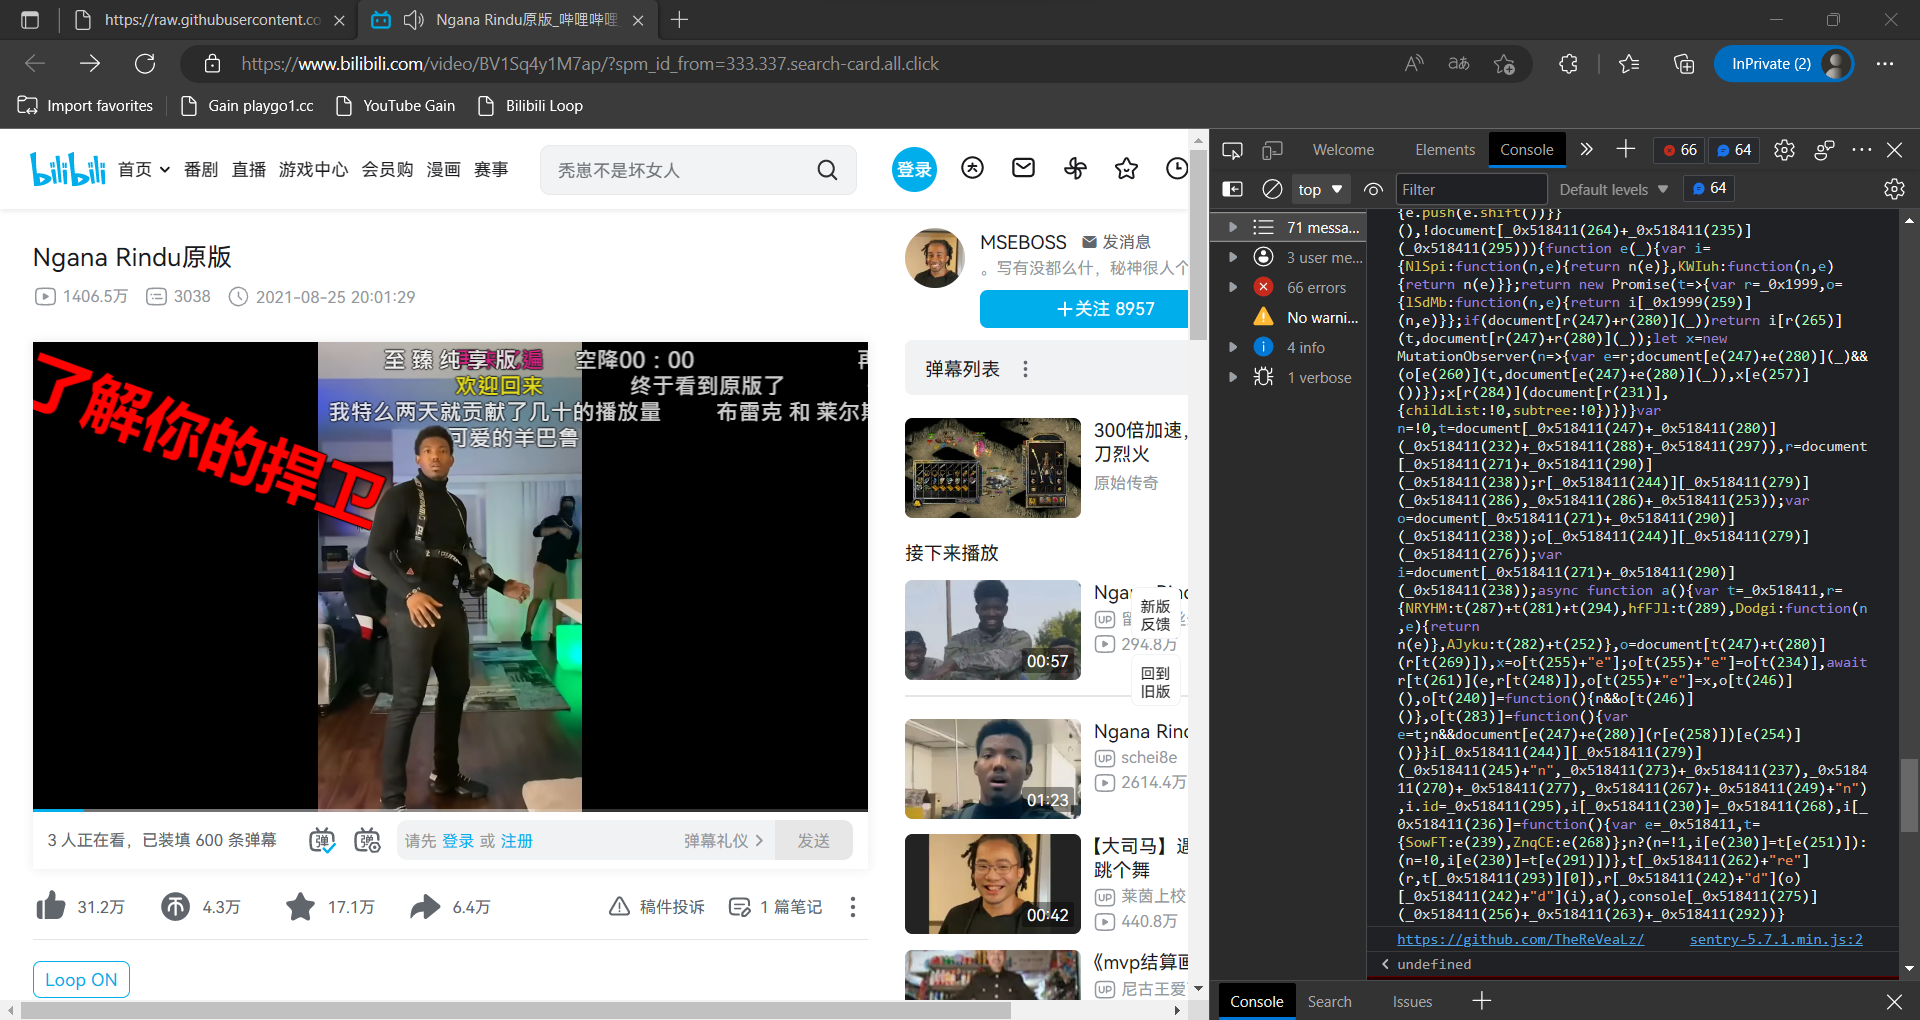 https://raw.githubusercontent.co
Ngana Rindu原版_哔哩哔哩_
https://www.bilibili.com/video/BV1Sq4y1M7ap/?spm_id_from=333.337.search-card.all.click
InPrivate (2)
Import favorites
Gain playgo1.cc
YouTube Gain
Bilibili Loop
bilibili
首页
番剧
直播
游戏中心
会员购
漫画
赛事
秃崽不是坏女人
登录
Ngana Rindu原版
1406.5万
3038
2021-08-25 20:01:29
MSEBOSS
发消息
。写有没都么什，秘神很人个
关注 8957
至 臻 纯 享 版
空降00：00
再
欢迎回来
终于看到原版了
我特么两天就贡献了几十的播放量
布雷克 和 莱尔斯
可爱的羊巴鲁
了解你的捍卫
弹幕列表
300倍加速，
刀烈火
原始传奇
接下来播放
00:57
294.8万
新版
反馈
回到
旧版
Ngana Rind
schei8e
2614.4万
01:23
【大司马】遇
跳个舞
莱茵上校
440.8万
00:42
《mvp结算画
尼古王爱
3 人正在看，已装填 600 条弹幕
请先 登录 或 注册
弹幕礼仪
发送
31.2万
4.3万
17.1万
6.4万
稿件投诉
1 篇笔记
Loop ON
Welcome
Elements
Console
66
64
top
Filter
Default levels
64
71 messa...
3 user me...
66 errors
No warni...
4 info
1 verbose
{e.push(e.shift())}}
(),!document[_0x518411(264)+_0x518411(235)]
(_0x518411(295))){function e(_){var i=
{NlSpi:function(n,e){return n(e)},KWIuh:function(n,e)
{return n(e)}};return new Promise(t=>{var r=_0x1999,o=
{lSdMb:function(n,e){return i[_0x1999(259)]
(n,e)}};if(document[r(247)+r(280)](_))return i[r(265)]
(t,document[r(247)+r(280)](_));let x=new
MutationObserver(n=>{var e=r;document[e(247)+e(280)](_)&&
(o[e(260)](t,document[e(247)+e(280)](_)),x[e(257)]
())});x[r(284)](document[r(231)],
{childList:!0,subtree:!0})})}var
n=!0,t=document[_0x518411(247)+_0x518411(280)]
(_0x518411(232)+_0x518411(288)+_0x518411(297)),r=document
[_0x518411(271)+_0x518411(290)]
(_0x518411(238));r[_0x518411(244)][_0x518411(279)]
(_0x518411(286),_0x518411(286)+_0x518411(253));var
o=document[_0x518411(271)+_0x518411(290)]
(_0x518411(238));o[_0x518411(244)][_0x518411(279)]
(_0x518411(276));var
i=document[_0x518411(271)+_0x518411(290)]
(_0x518411(238));async function a(){var t=_0x518411,r=
{NRYHM:t(287)+t(281)+t(294),hfFJl:t(289),Dodgi:function(n
,e){return
n(e)},AJyku:t(282)+t(252)},o=document[t(247)+t(280)]
(r[t(269)]),x=o[t(255)+"e"];o[t(255)+"e"]=o[t(234)],await
r[t(261)](e,r[t(248)]),o[t(255)+"e"]=x,o[t(246)]
(),o[t(240)]=function(){n&&o[t(246)]
()},o[t(283)]=function(){var
e=t;n&&document[e(247)+e(280)](r[e(258)])[e(254)]
()}}i[_0x518411(244)][_0x518411(279)]
(_0x518411(245)+"n",_0x518411(273)+_0x518411(237),_0x5184
11(270)+_0x518411(277),_0x518411(267)+_0x518411(249)+"n")
,i.id=_0x518411(295),i[_0x518411(230)]=_0x518411(268),i[_
0x518411(236)]=function(){var e=_0x518411,t=
{SowFT:e(239),ZnqCE:e(268)};n?(n=!1,i[e(230)]=t[e(251)]):
(n=!0,i[e(230)]=t[e(291)])},t[_0x518411(262)+"re"]
(r,t[_0x518411(293)][0]),r[_0x518411(242)+"d"](o)
[_0x518411(242)+"d"](i),a(),console[_0x518411(275)]
(_0x518411(256)+_0x518411(263)+_0x518411(292))}
https://github.com/TheReVeaLz/
sentry-5.7.1.min.js:2
undefined
Console
Search
Issues